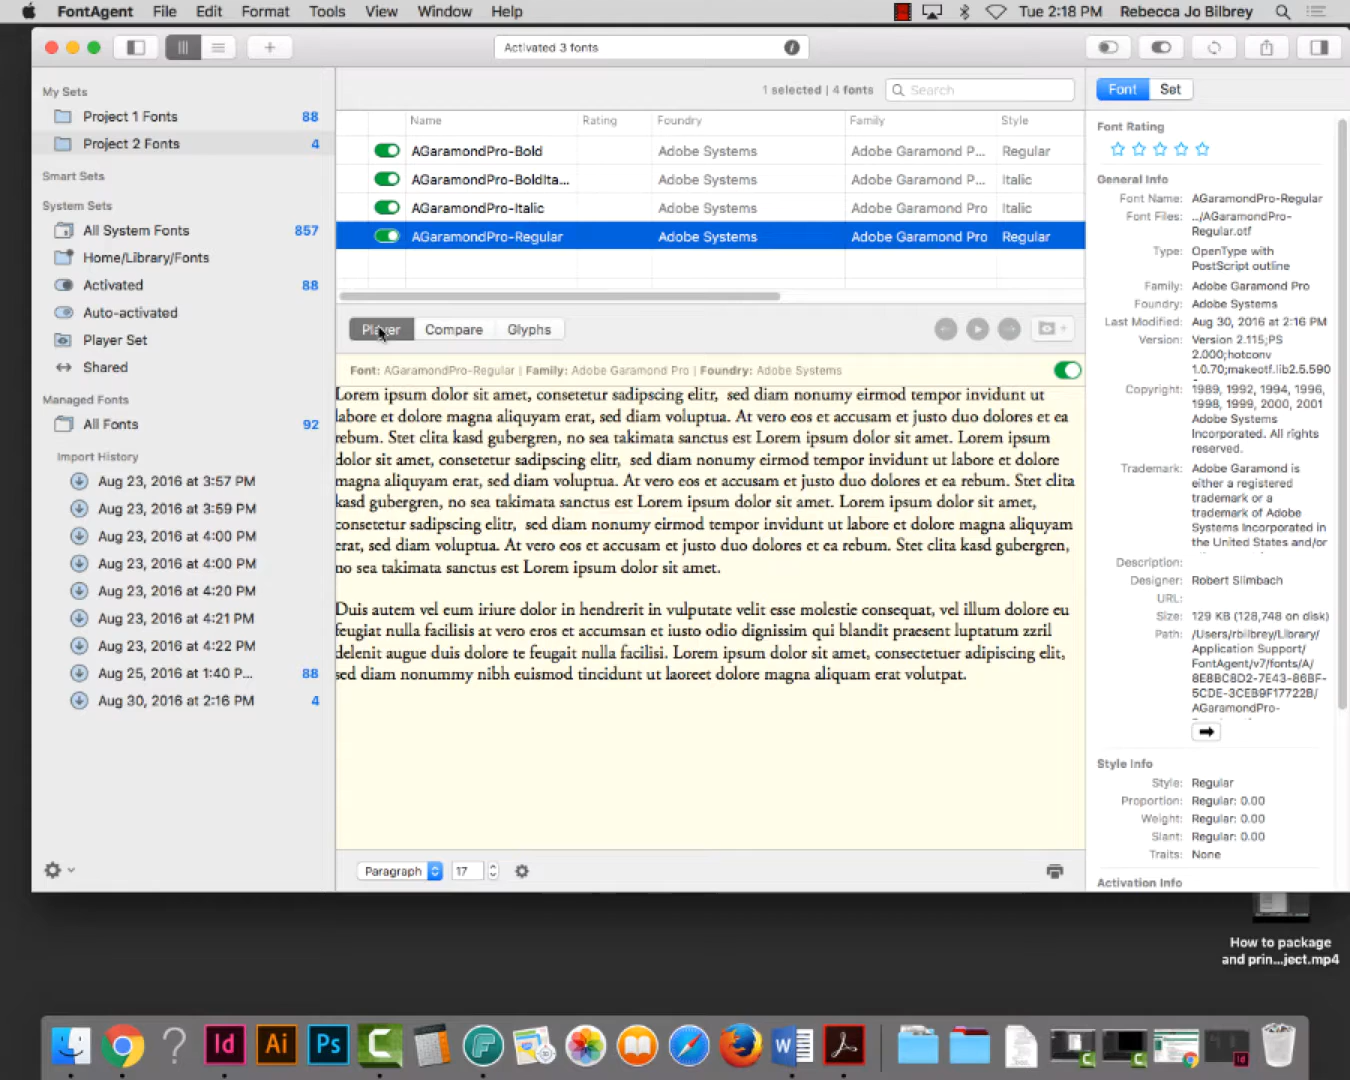 FontAgent File Edit Format Tools View Window Help Tue 2:18 PM Rebecca Jo Bilbrey
Activated 3 fonts
My Sets
Project 1 Fonts 88
Project 2 Fonts 4
Smart Sets
System Sets
All System Fonts 857
Home/Library/Fonts
Activated 88
Auto-activated
Player Set
Shared
Managed Fonts
All Fonts 92
Import History
Aug 23, 2016 at 3:57 PM
Aug 23, 2016 at 3:59 PM
Aug 23, 2016 at 4:00 PM
Aug 23, 2016 at 4:00 PM
Aug 23, 2016 at 4:20 PM
Aug 23, 2016 at 4:21 PM
Aug 23, 2016 at 4:22 PM
Aug 25, 2016 at 1:40 P... 88
Aug 30, 2016 at 2:16 PM 4
1 selected | 4 fonts Search
Name Rating Foundry Family Style
AGaramondPro-Bold Adobe Systems Adobe Garamond P... Regular
AGaramondPro-BoldIta... Adobe Systems Adobe Garamond P... Italic
AGaramondPro-Italic Adobe Systems Adobe Garamond Pro Italic
AGaramondPro-Regular Adobe Systems Adobe Garamond Pro Regular
Player Compare Glyphs
Font: AGaramondPro-Regular | Family: Adobe Garamond Pro | Foundry: Adobe Systems
Lorem ipsum dolor sit amet, consetetur sadipscing elitr, sed diam nonumy eirmod tempor invidunt ut
labore et dolore magna aliquyam erat, sed diam voluptua. At vero eos et accusam et justo duo dolores et ea
rebum. Stet clita kasd gubergren, no sea takimata sanctus est Lorem ipsum dolor sit amet. Lorem ipsum
dolor sit amet, consetetur sadipscing elitr, sed diam nonumy eirmod tempor invidunt ut labore et dolore
magna aliquyam erat, sed diam voluptua. At vero eos et accusam et justo duo dolores et ea rebum. Stet clita
kasd gubergren, no sea takimata sanctus est Lorem ipsum dolor sit amet. Lorem ipsum dolor sit amet,
consetetur sadipscing elitr, sed diam nonumy eirmod tempor invidunt ut labore et dolore magna aliquyam
erat, sed diam voluptua. At vero eos et accusam et justo duo dolores et ea rebum. Stet clita kasd gubergren,
no sea takimata sanctus est Lorem ipsum dolor sit amet.
Duis autem vel eum iriure dolor in hendrerit in vulputate velit esse molestie consequat, vel illum dolore eu
feugiat nulla facilisis at vero eros et accumsan et iusto odio dignissim qui blandit praesent luptatum zzril
delenit augue duis dolore te feugait nulla facilisi. Lorem ipsum dolor sit amet, consectetuer adipiscing elit,
sed diam nonummy nibh euismod tincidunt ut laoreet dolore magna aliquam erat volutpat.
Paragraph 17
Font Set
Font Rating
General Info
Font Name: AGaramondPro-Regular
Font Files: .../AGaramondPro-
Regular.otf
Type: OpenType with
PostScript outline
Family: Adobe Garamond Pro
Foundry: Adobe Systems
Last Modified: Aug 30, 2016 at 2:16 PM
Version: Version 2.115;PS
2.000;hotconv
1.0.70;makeotf.lib2.5.590
Copyright: 1989, 1992, 1994, 1996,
1998, 1999, 2000, 2001
Adobe Systems
Incorporated. All rights
reserved.
Trademark: Adobe Garamond is
either a registered
trademark or a
trademark of Adobe
Systems Incorporated in
the United States and/or
Description:
Designer: Robert Slimbach
URL:
Size: 129 KB (128,748 on disk)
Path: /Users/rbilbrey/Library/
Application Support/
FontAgent/v7/fonts/A/
8E8BC8D2-7E43-86BF-
5CDE-3CEB9F17722B/
AGaramondPro-
Style Info
Style: Regular
Proportion: Regular: 0.00
Weight: Regular: 0.00
Slant: Regular: 0.00
Traits: None
Activation Info
How to package
and prin...ject.mp4
? Id Ai Ps C W